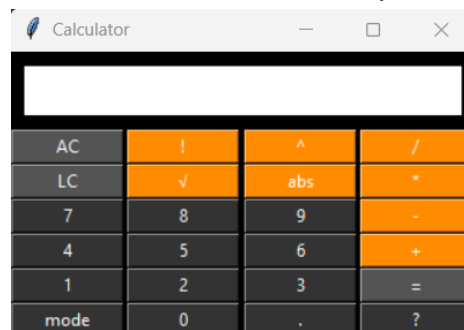 Calculator
AC ! ^ /
LC √ abs *
7 8 9 -
4 5 6 +
1 2 3 =
mode 0 . ?